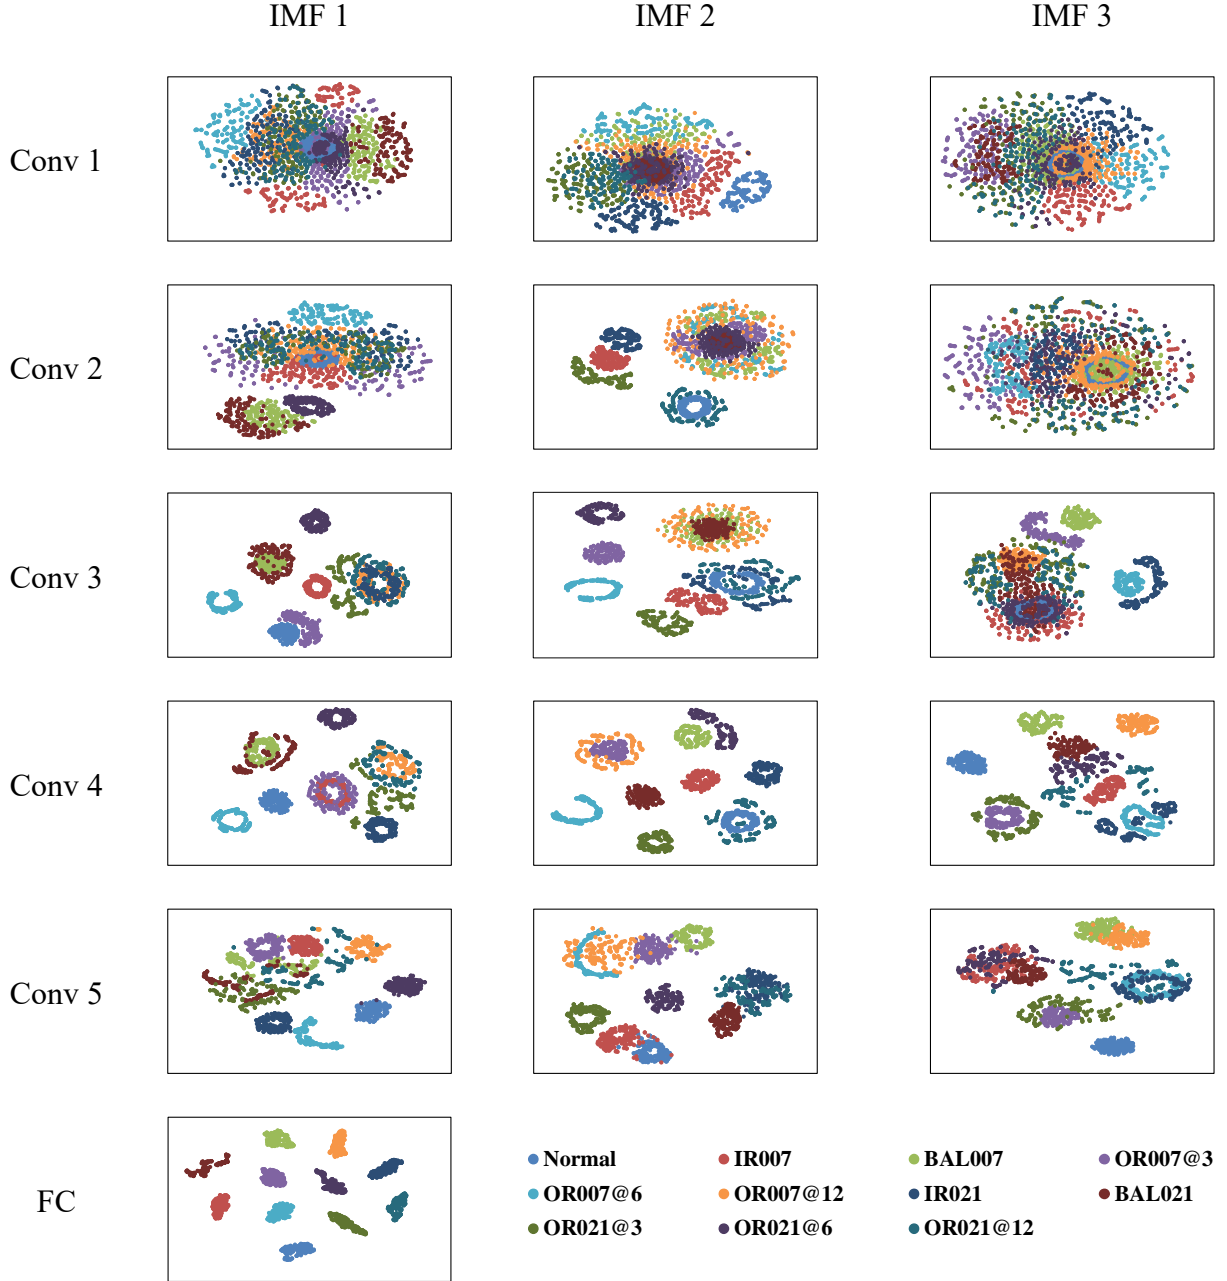 IMF 1 IMF 2 IMF 3
Conv 1
Conv 2
Conv 3
Conv 4
Conv 5
FC
Normal IR007 BAL007 OR007@3
OR007@6 OR007@12 IR021 BAL021
OR021@3 OR021@6 OR021@12